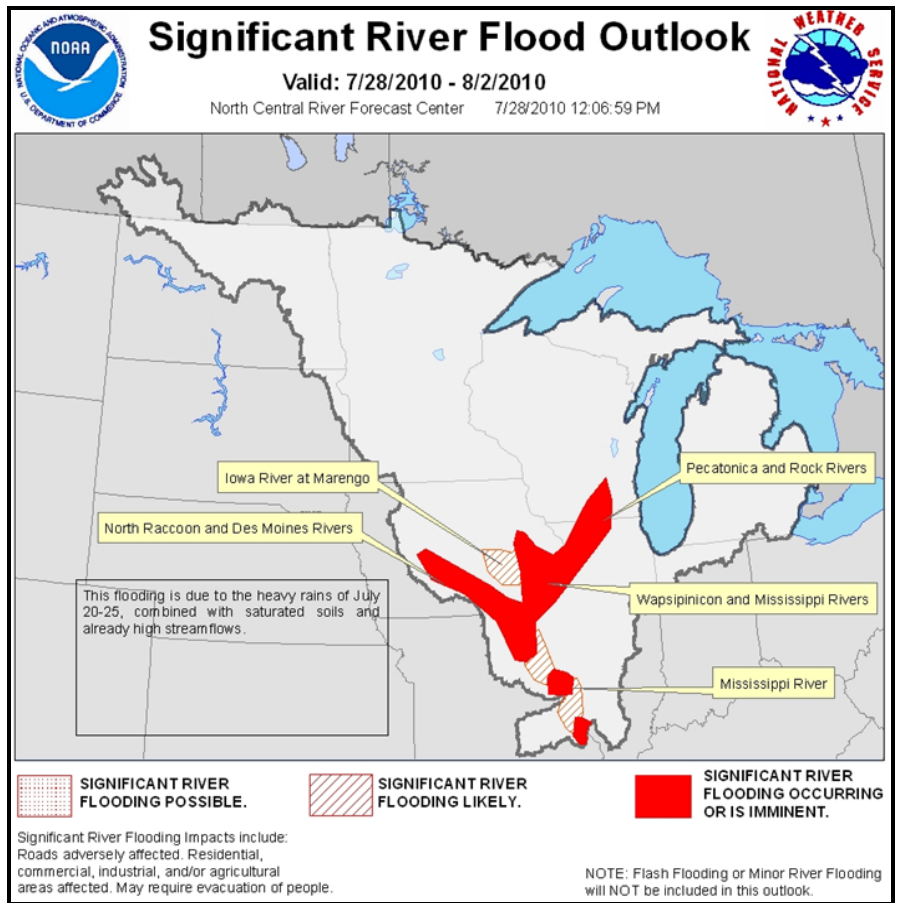 NATIONAL OCEANIC AND ATMOSPHERIC ADMINISTRATION
NOAA
U.S. DEPARTMENT OF COMMERCE
Significant River Flood Outlook
Valid: 7/28/2010 - 8/2/2010
North Central River Forecast Center 7/28/2010 12:06:59 PM
NATIONAL WEATHER SERVICE
Iowa River at Marengo
Pecatonica and Rock Rivers
North Raccoon and Des Moines Rivers
This flooding is due to the heavy rains of July
20-25, combined with saturated soils and
already high streamflows.
Wapsipinicon and Mississippi Rivers
Mississippi River
SIGNIFICANT RIVER
FLOODING POSSIBLE.
SIGNIFICANT RIVER
FLOODING LIKELY.
SIGNIFICANT RIVER
FLOODING OCCURRING
OR IS IMMINENT.
Significant River Flooding Impacts include:
Roads adversely affected. Residential,
commercial, industrial, and/or agricultural
areas affected. May require evacuation of people.
NOTE: Flash Flooding or Minor River Flooding
will NOT be included in this outlook.